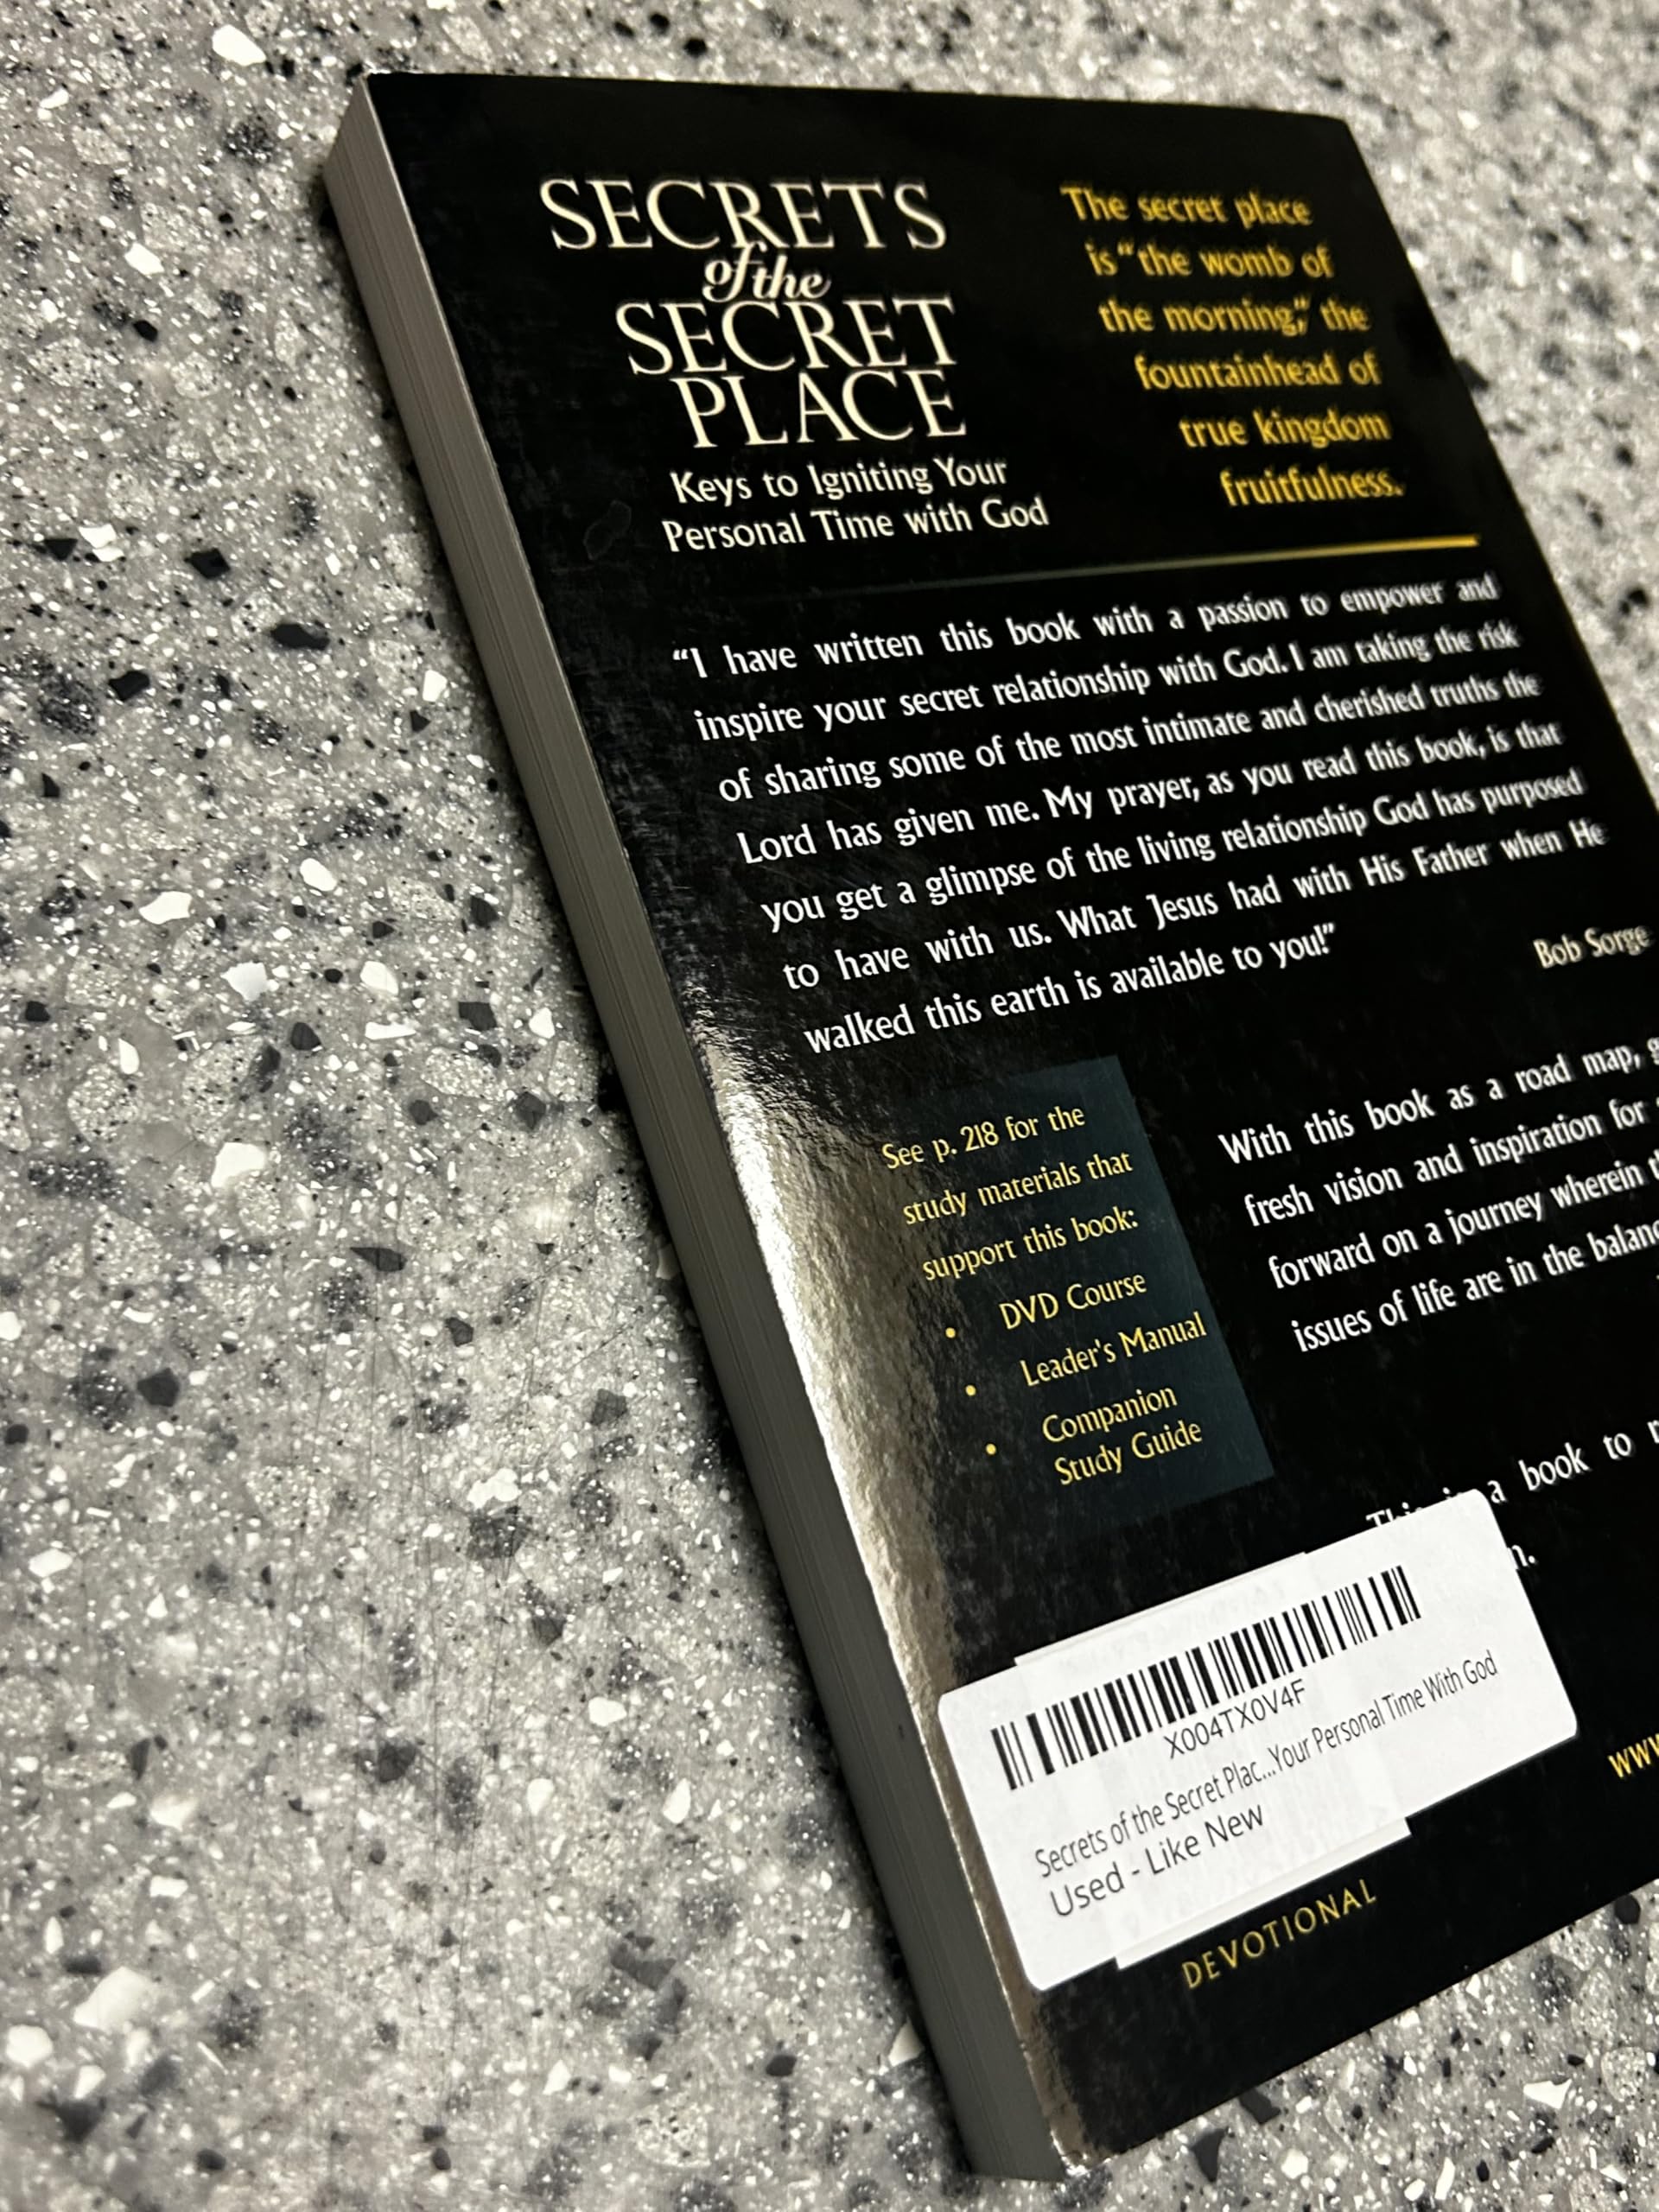 SECRETS
of the
SECRET
PLACE
Keys to Igniting Your
Personal Time with God
The secret place
is "the womb of
the morning," the
fountainhead of
true kingdom
fruitfulness.
"I have written this book with a passion to empower and
inspire your secret relationship with God. I am taking the risk
of sharing some of the most intimate and cherished truths the
Lord has given me. My prayer, as you read this book, is that
you get a glimpse of the living relationship God has purposed
to have with us. What Jesus had with His Father when He
walked this earth is available to you!"
Bob Sorge
See p. 218 for the
study materials that
support this book:
• DVD Course
• Leader's Manual
• Companion
Study Guide
With this book as a road map,
fresh vision and inspiration for
forward on a journey wherein
issues of life are in the
a book to
X004TX0V4F
Secrets of the Secret Plac...Your Personal Time With God
Used - Like New
DEVOTIONAL
www